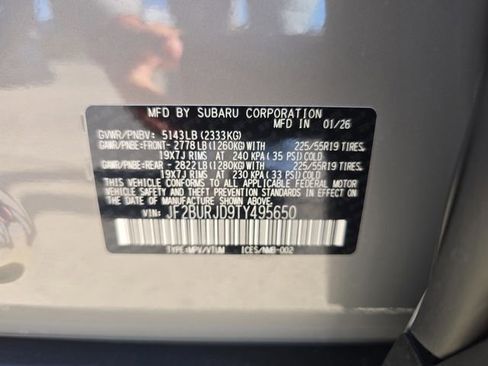 MFD BY SUBARU CORPORATION
MFD IN 01/26
GVWR/PNBV: 5143LB (2333KG)
GAWR/PNBE:FRONT- 2778LB(1260KG)WITH 225/55R19 TIRES,
19X7J RIMS AT 240 KPA(35 PSI)COLD
GAWR/PNBE:REAR - 2822LB(1280KG)WITH 225/55R19 TIRES,
19X7J RIMS AT 230 KPA(33 PSI)COLD
THIS VEHICLE CONFORMS TO ALL APPLICABLE FEDERAL MOTOR
VEHICLE SAFETY AND THEFT PREVENTION STANDARDS IN EFFECT
ON THE DATE OF MANUFACTURE SHOWN ABOVE.
VIN: JF2BURJD9TY495650
TYPE:MPV/VTUM ICES/NMB-002